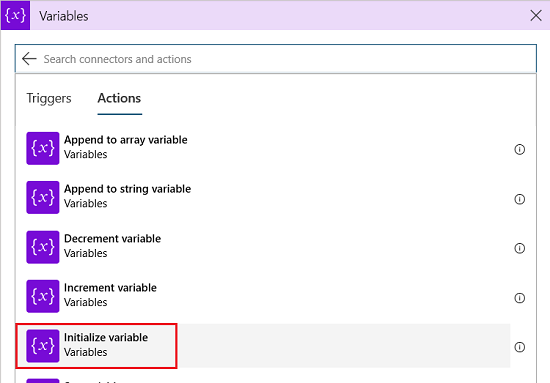 {x} Variables
Search connectors and actions
Triggers Actions
{x} Append to array variable
Variables
{x} Append to string variable
Variables
{x} Decrement variable
Variables
{x} Increment variable
Variables
{x} Initialize variable
Variables